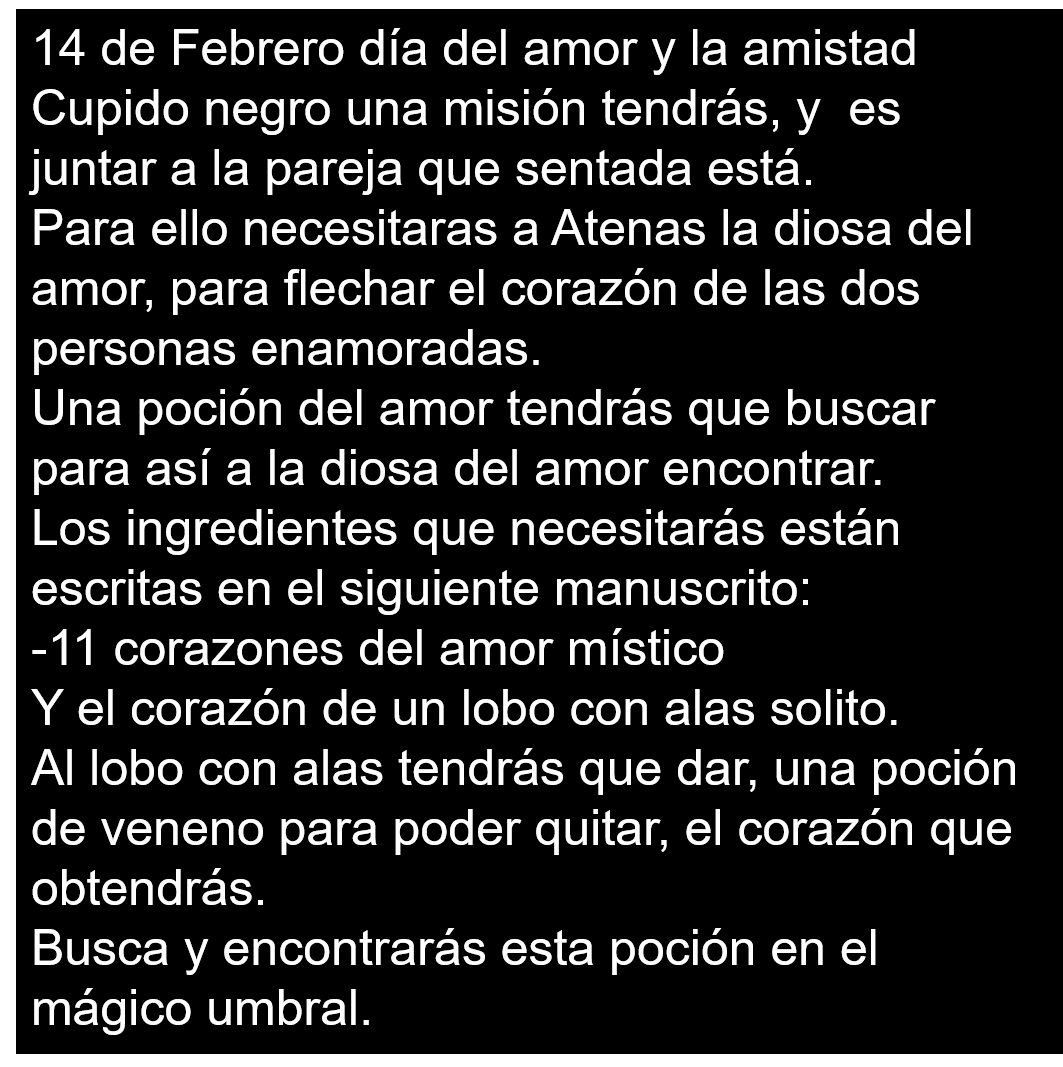 14 de Febrero día del amor y la amistad
Cupido negro una misión tendrás, y  es
juntar a la pareja que sentada está.
Para ello necesitaras a Atenas la diosa del
amor, para flechar el corazón de las dos
personas enamoradas.
Una poción del amor tendrás que buscar
para así a la diosa del amor encontrar.
Los ingredientes que necesitarás están
escritas en el siguiente manuscrito:
-11 corazones del amor místico
Y el corazón de un lobo con alas solito.
Al lobo con alas tendrás que dar, una poción
de veneno para poder quitar, el corazón que
obtendrás.
Busca y encontrarás esta poción en el
mágico umbral.